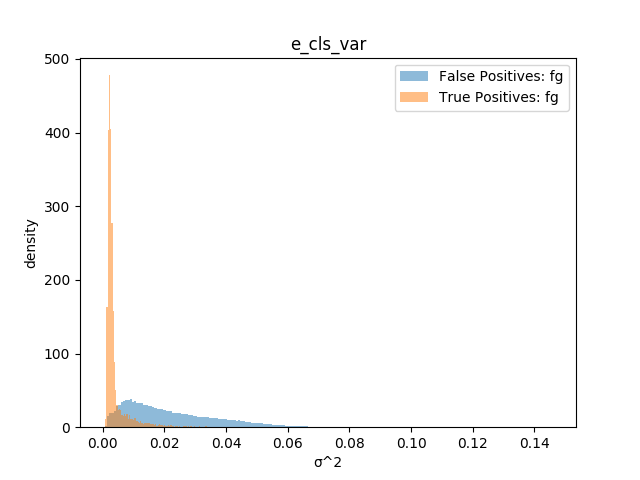 e_cls_var
False Positives: fg
True Positives: fg
500
400
300
200
100
0
density
0.00 0.02 0.04 0.06 0.08 0.10 0.12 0.14
σ^2